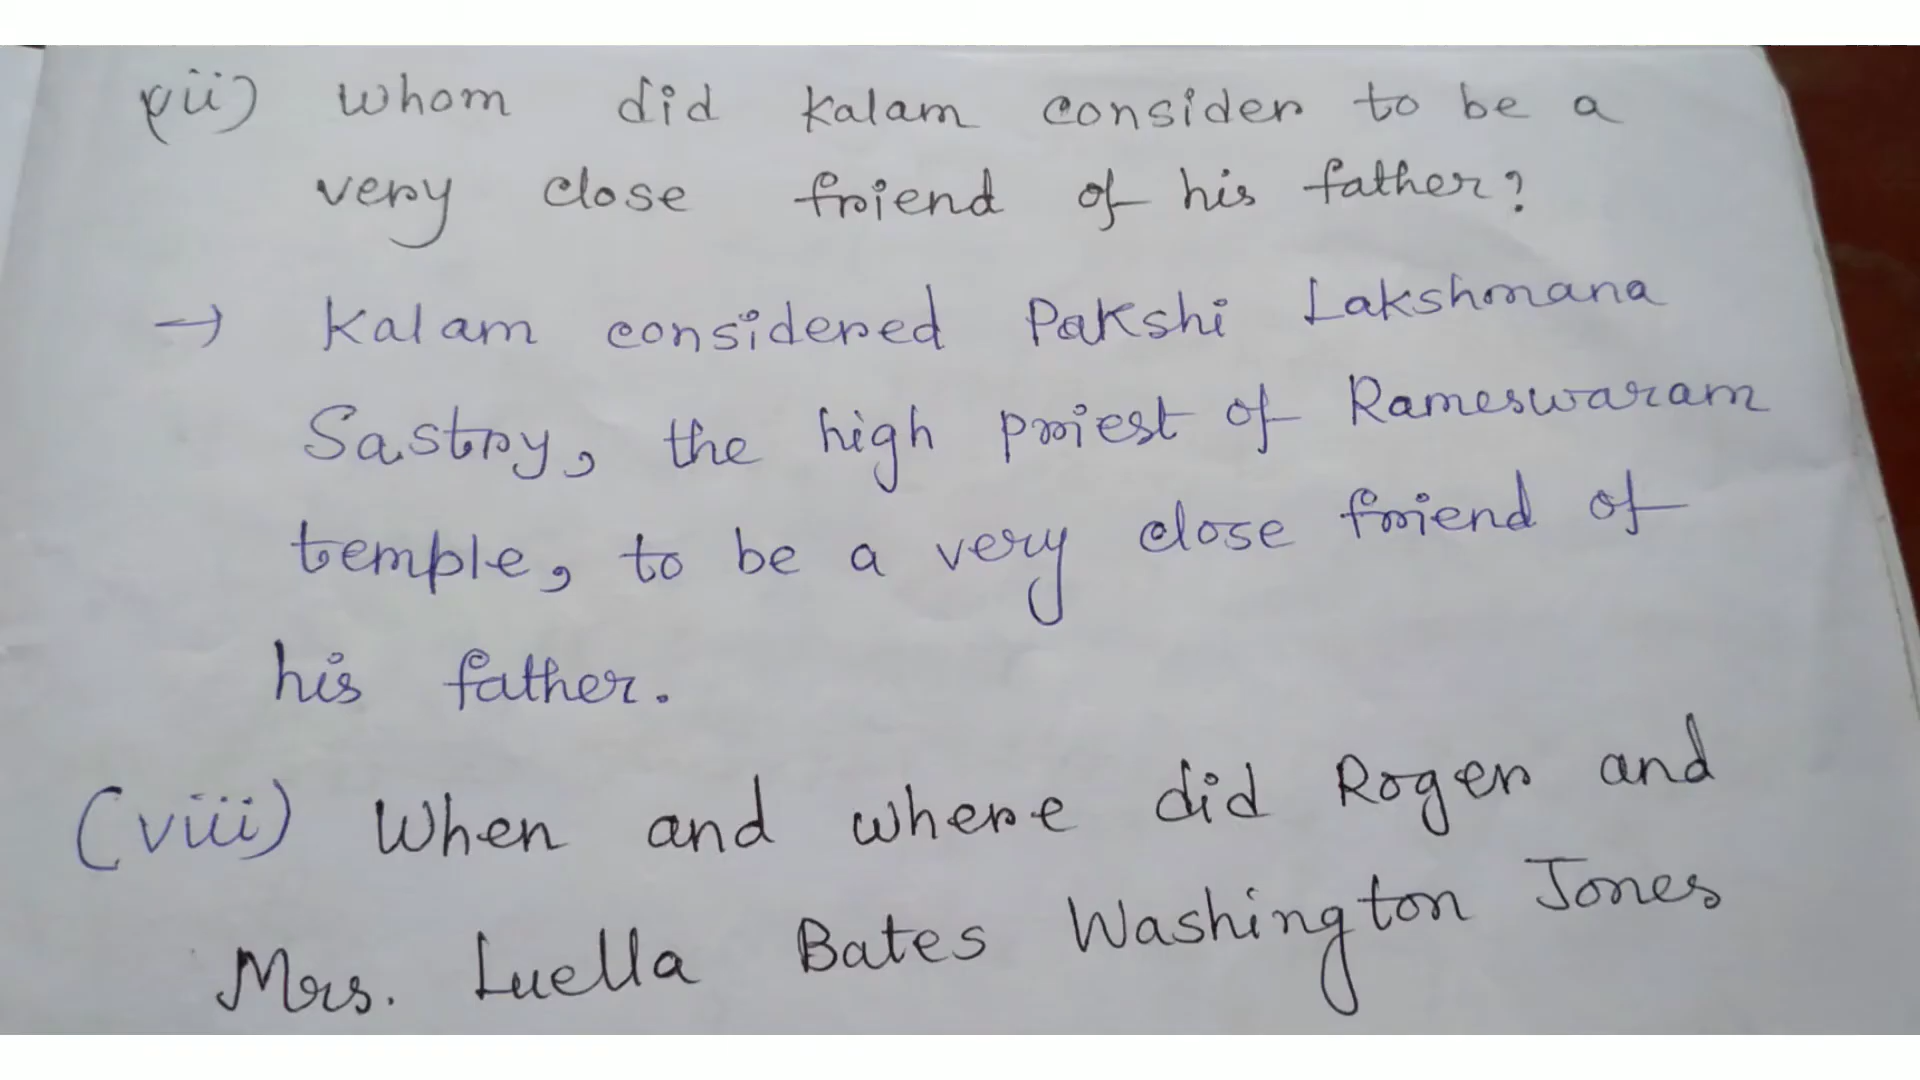 vii) whom did kalam consider to be a
very close friend of his father?
→ kalam considered Pakshi Lakshmana
Sastry, the high priest of Rameswaram
temple, to be a very close friend of
his father.
(viii) When and where did Roger and
Mrs. Luella Bates Washington Jones